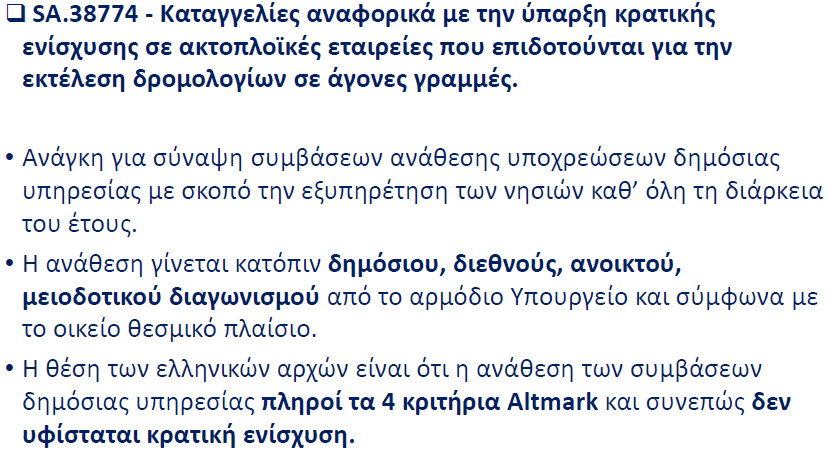 ❑ SA.38774 - Καταγγελίες αναφορικά με την ύπαρξη κρατικής
ενίσχυσης σε ακτοπλοϊκές εταιρείες που επιδοτούνται για την
εκτέλεση δρομολογίων σε άγονες γραμμές.
• Ανάγκη για σύναψη συμβάσεων ανάθεσης υποχρεώσεων δημόσιας
υπηρεσίας με σκοπό την εξυπηρέτηση των νησιών καθ’ όλη τη διάρκεια
του έτους.
• Η ανάθεση γίνεται κατόπιν δημόσιου, διεθνούς, ανοικτού,
μειοδοτικού διαγωνισμού από το αρμόδιο Υπουργείο και σύμφωνα με
το οικείο θεσμικό πλαίσιο.
• Η θέση των ελληνικών αρχών είναι ότι η ανάθεση των συμβάσεων
δημόσιας υπηρεσίας πληροί τα 4 κριτήρια Altmark και συνεπώς δεν
υφίσταται κρατική ενίσχυση.